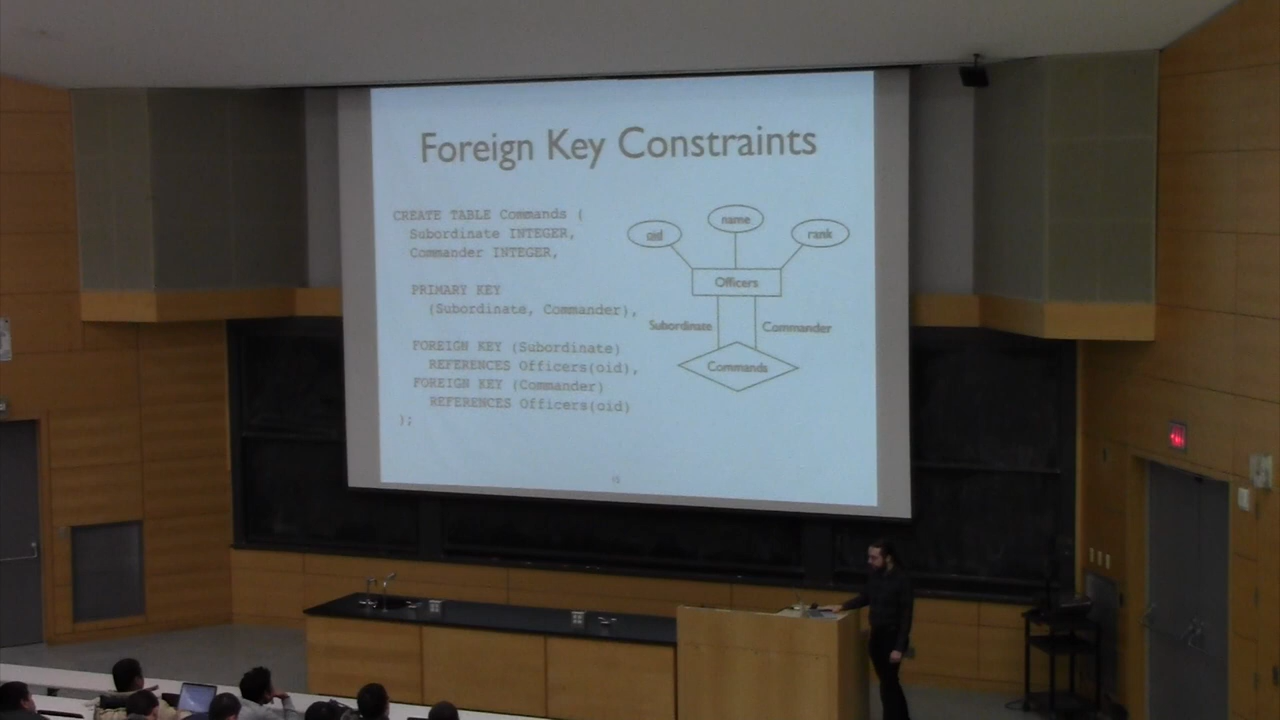 Foreign Key Constraints
CREATE TABLE Commands (
Subordinate INTEGER,
Commander INTEGER,
PRIMARY KEY
(Subordinate, Commander),
FOREIGN KEY (Subordinate)
REFERENCES Officers(oid),
FOREIGN KEY (Commander)
REFERENCES Officers(oid)
);
oid
name
rank
Officers
Subordinate
Commander
Commands